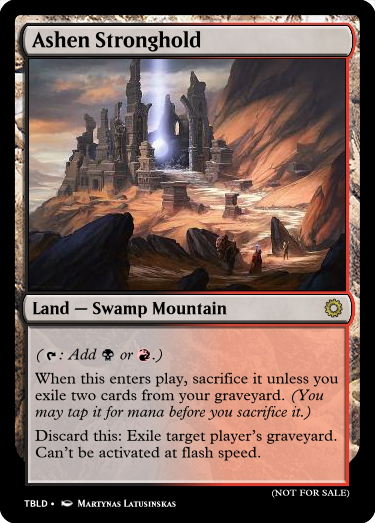 Ashen Stronghold
Land — Swamp Mountain
( : Add or .)
When this enters play, sacrifice it unless you
exile two cards from your graveyard. (You
may tap it for mana before you sacrifice it.)
Discard this: Exile target player's graveyard.
Can't be activated at flash speed.
(NOT FOR SALE)
TBLD • Martynas Latusinskas